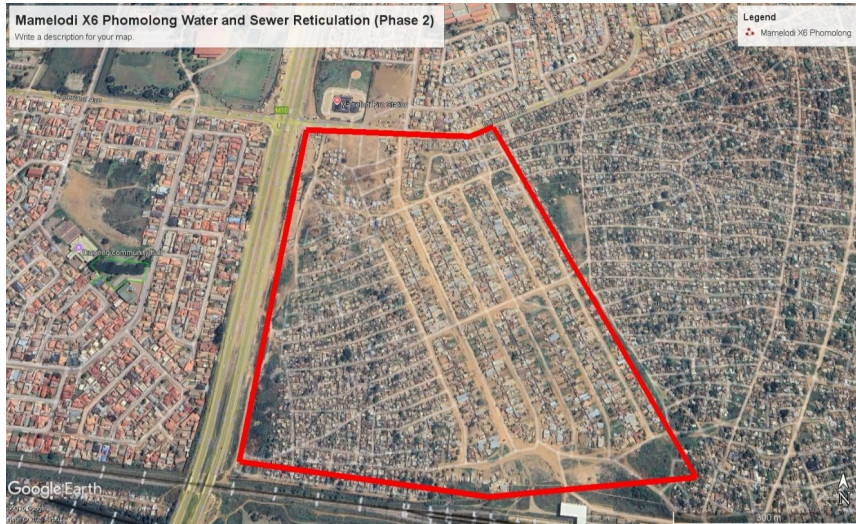 Mamelodi X6 Phomolong Water and Sewer Reticulation (Phase 2)
Write a description for your map.
Legend
Mamelodi X6 Phomolong
Google Earth
300 m
N